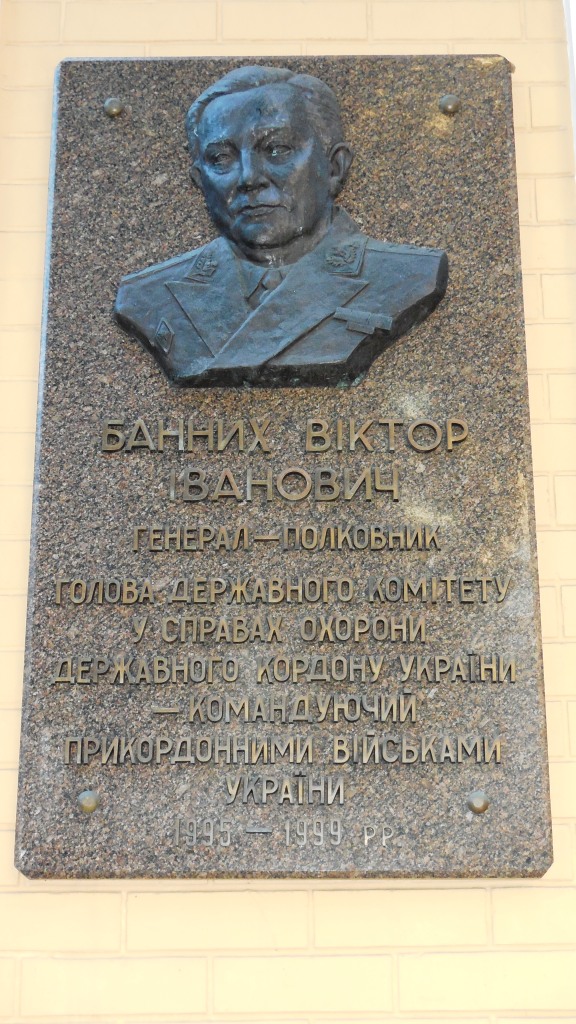 БАННИХ ВІКТОР
ІВАНОВИЧ
ГЕНЕРАЛ–ПОЛКОВНИК
ГОЛОВА ДЕРЖАВНОГО КОМІТЕТУ
У СПРАВАХ ОХОРОНИ
ДЕРЖАВНОГО КОРДОНУ УКРАЇНИ
– КОМАНДУЮЧИЙ
ПРИКОРДОННИМИ ВІЙСЬКАМИ
УКРАЇНИ
1995 – 1999 РР